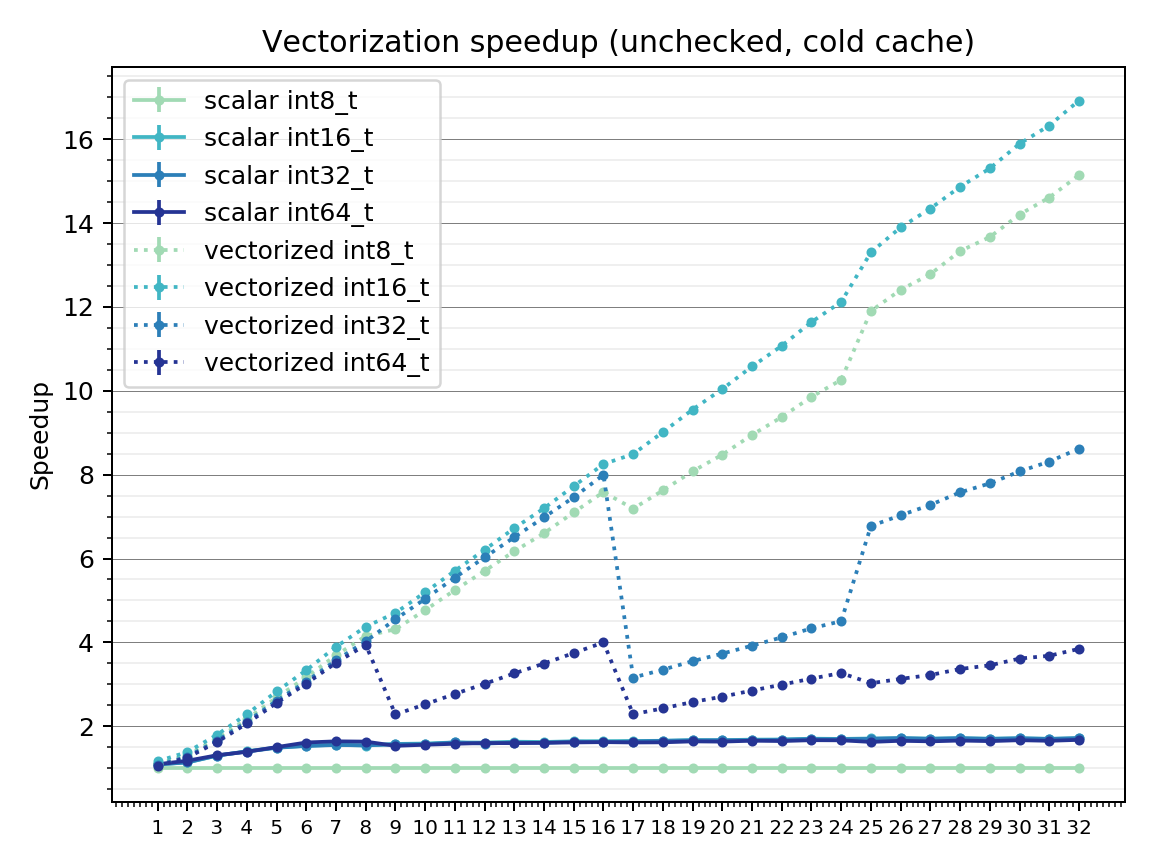 Vectorization speedup (unchecked, cold cache)
scalar int8_t
scalar int16_t
scalar int32_t
scalar int64_t
vectorized int8_t
vectorized int16_t
vectorized int32_t
vectorized int64_t
Speedup
16
14
12
10
8
6
4
2
1 2 3 4 5 6 7 8 9 10 11 12 13 14 15 16 17 18 19 20 21 22 23 24 25 26 27 28 29 30 31 32